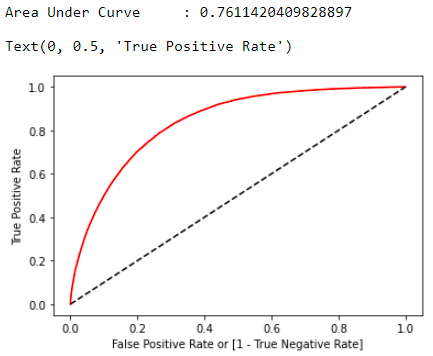 Area Under Curve : 0.7611420409828897
Text(0, 0.5, 'True Positive Rate')
1.0
0.8
0.6
0.4
0.2
0.0
True Positive Rate
0.0 0.2 0.4 0.6 0.8 1.0
False Positive Rate or [1 - True Negative Rate]